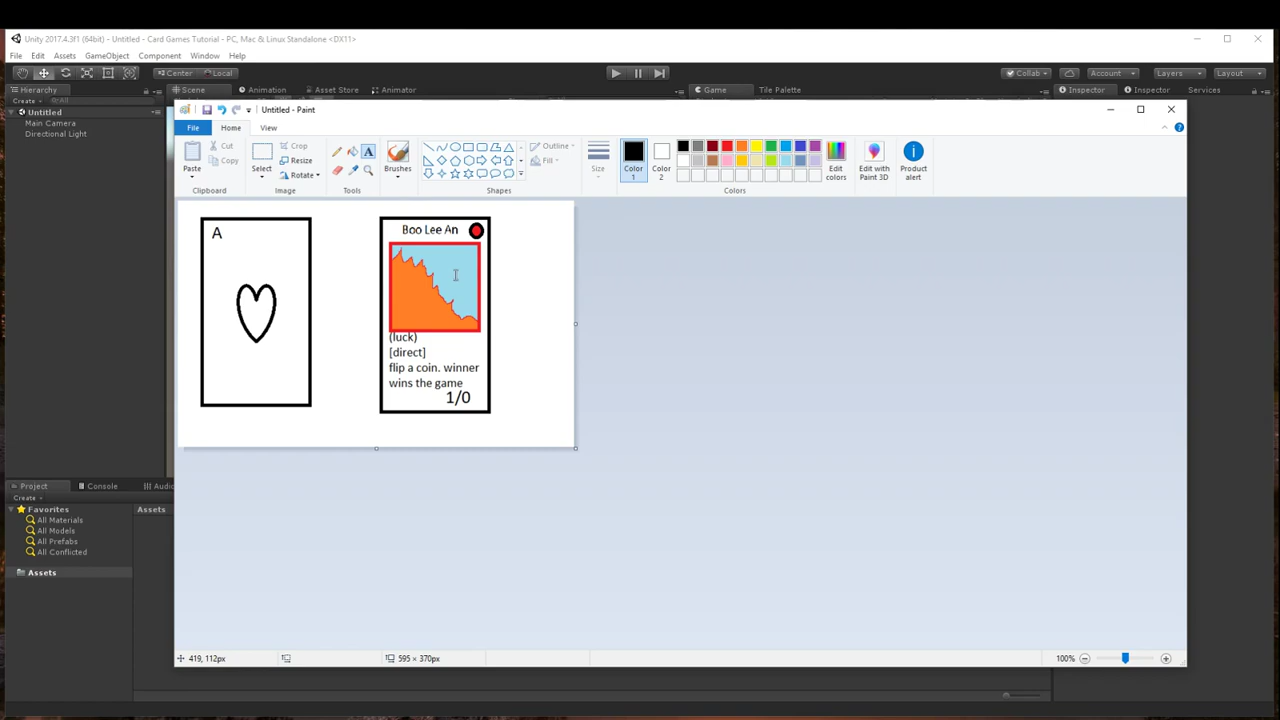 Unity 2017.4.3f1 (64bit) - Untitled - Card Games Tutorial - PC, Mac & Linux Standalone <DX11>
File Edit Assets GameObject Component Window Help
Center Local Collab Account Layers Layout
Hierarchy Scene Animation Asset Store Animator Game Tile Palette Inspector Inspector Services
Create All
Untitled
Main Camera
Directional Light
Untitled - Paint
File Home View
Paste Cut Copy Select Crop Resize Rotate Brushes Outline Fill Size Color 1 Color 2 Edit colors Edit with Paint 3D Product alert
Clipboard Image Tools Shapes Colors
A
Boo Lee An
(luck)
[direct]
flip a coin. winner
wins the game
1/0
Project Console Audio
Create
Favorites Assets
All Materials
All Models
All Prefabs
All Conflicted
Assets
419, 112px 595 × 370px 100%